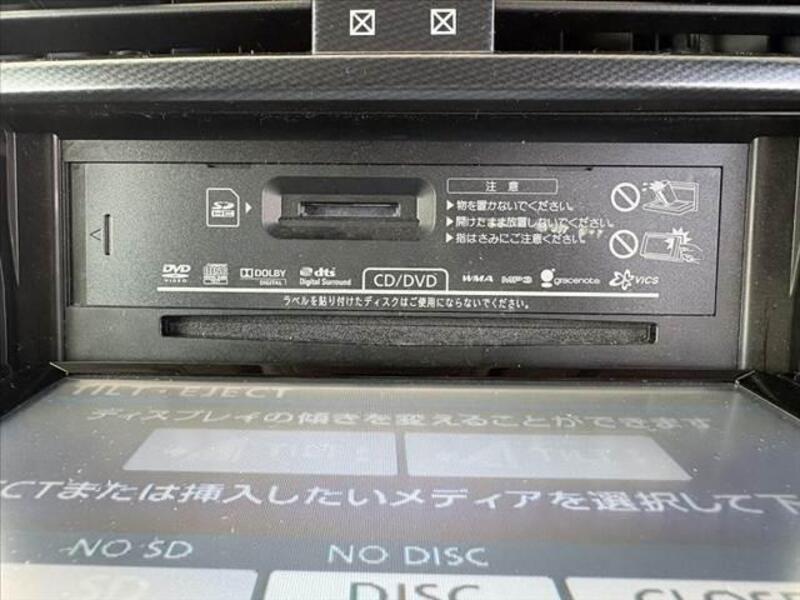 注意
▶物を置かないでください。
▶開けたまま放置しないでください。
▶指はさみにご注意ください。
SD
DVD VIDEO
DOLBY DIGITAL
dts Digital Surround
CD/DVD
WMA
MP3
gracenote
VICS
ラベルを貼り付けたディスクはご使用にならないでください。
TILT・EJECT
ディスプレイの傾きを変えることができます
TILT
TILT
ECTまたは挿入したいメディアを選択して下
NO SD
NO DISC
SD
DISC
CLOSE